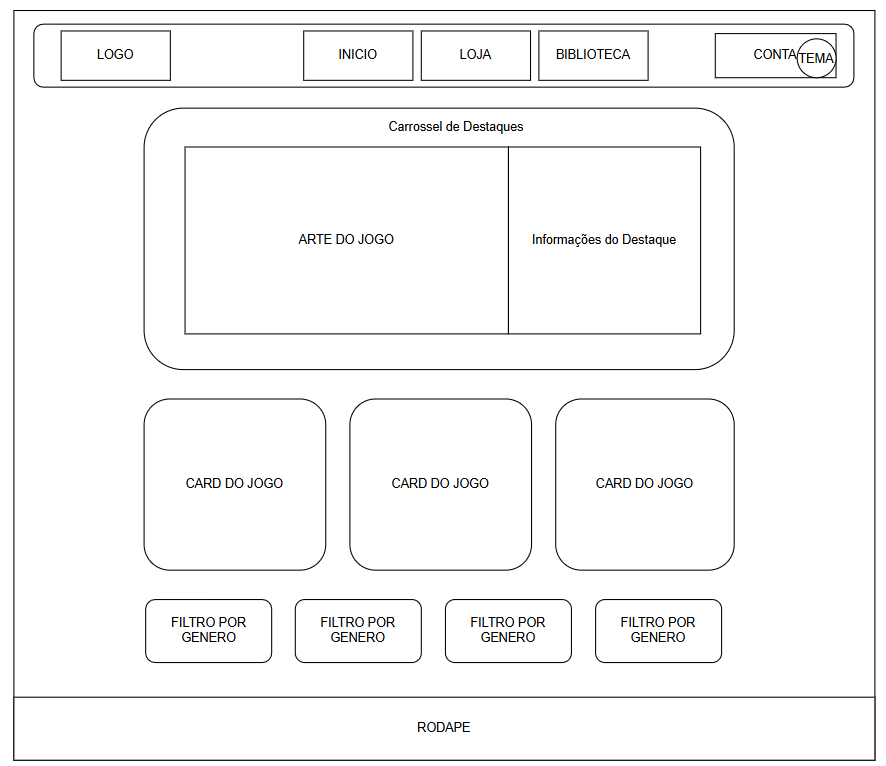 LOGO
INICIO
LOJA
BIBLIOTECA
CONTA
TEMA
Carrossel de Destaques
ARTE DO JOGO
Informações do Destaque
CARD DO JOGO
CARD DO JOGO
CARD DO JOGO
FILTRO POR
GENERO
FILTRO POR
GENERO
FILTRO POR
GENERO
FILTRO POR
GENERO
RODAPE